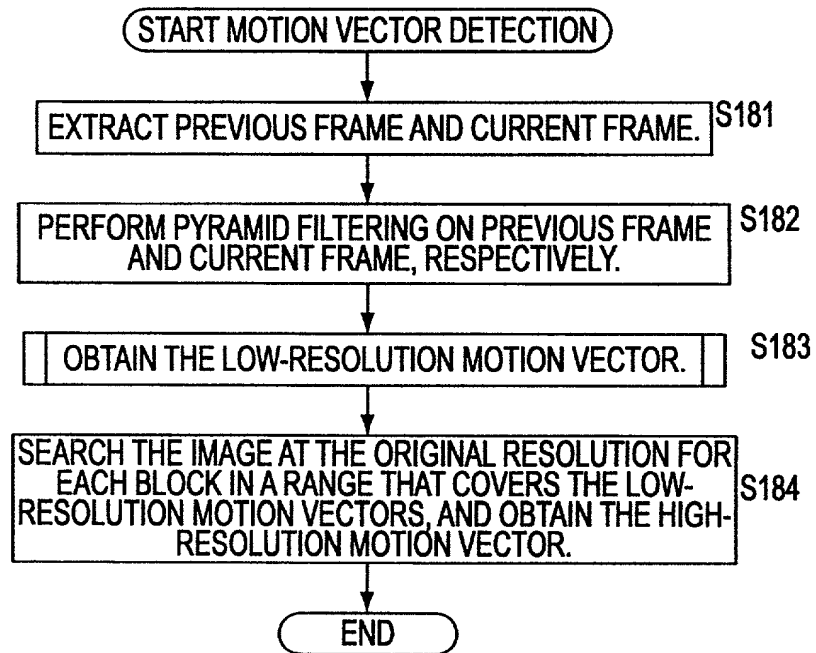 START MOTION VECTOR DETECTION
EXTRACT PREVIOUS FRAME AND CURRENT FRAME.
S181
PERFORM PYRAMID FILTERING ON PREVIOUS FRAME
AND CURRENT FRAME, RESPECTIVELY.
S182
OBTAIN THE LOW-RESOLUTION MOTION VECTOR.
S183
SEARCH THE IMAGE AT THE ORIGINAL RESOLUTION FOR
EACH BLOCK IN A RANGE THAT COVERS THE LOW-
RESOLUTION MOTION VECTORS, AND OBTAIN THE HIGH-
RESOLUTION MOTION VECTOR.
S184
END